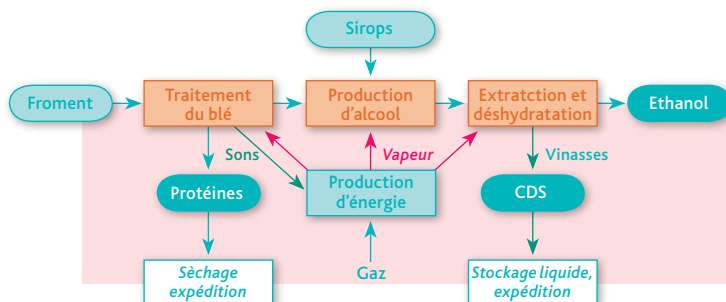 Sirops
Froment
Traitement
du blé
Production
d'alcool
Extratction et
déshydratation
Ethanol
Sons
Vapeur
Vinasses
Protéines
Production
d'énergie
CDS
Gaz
Sèchage
expédition
Stockage liquide,
expédition